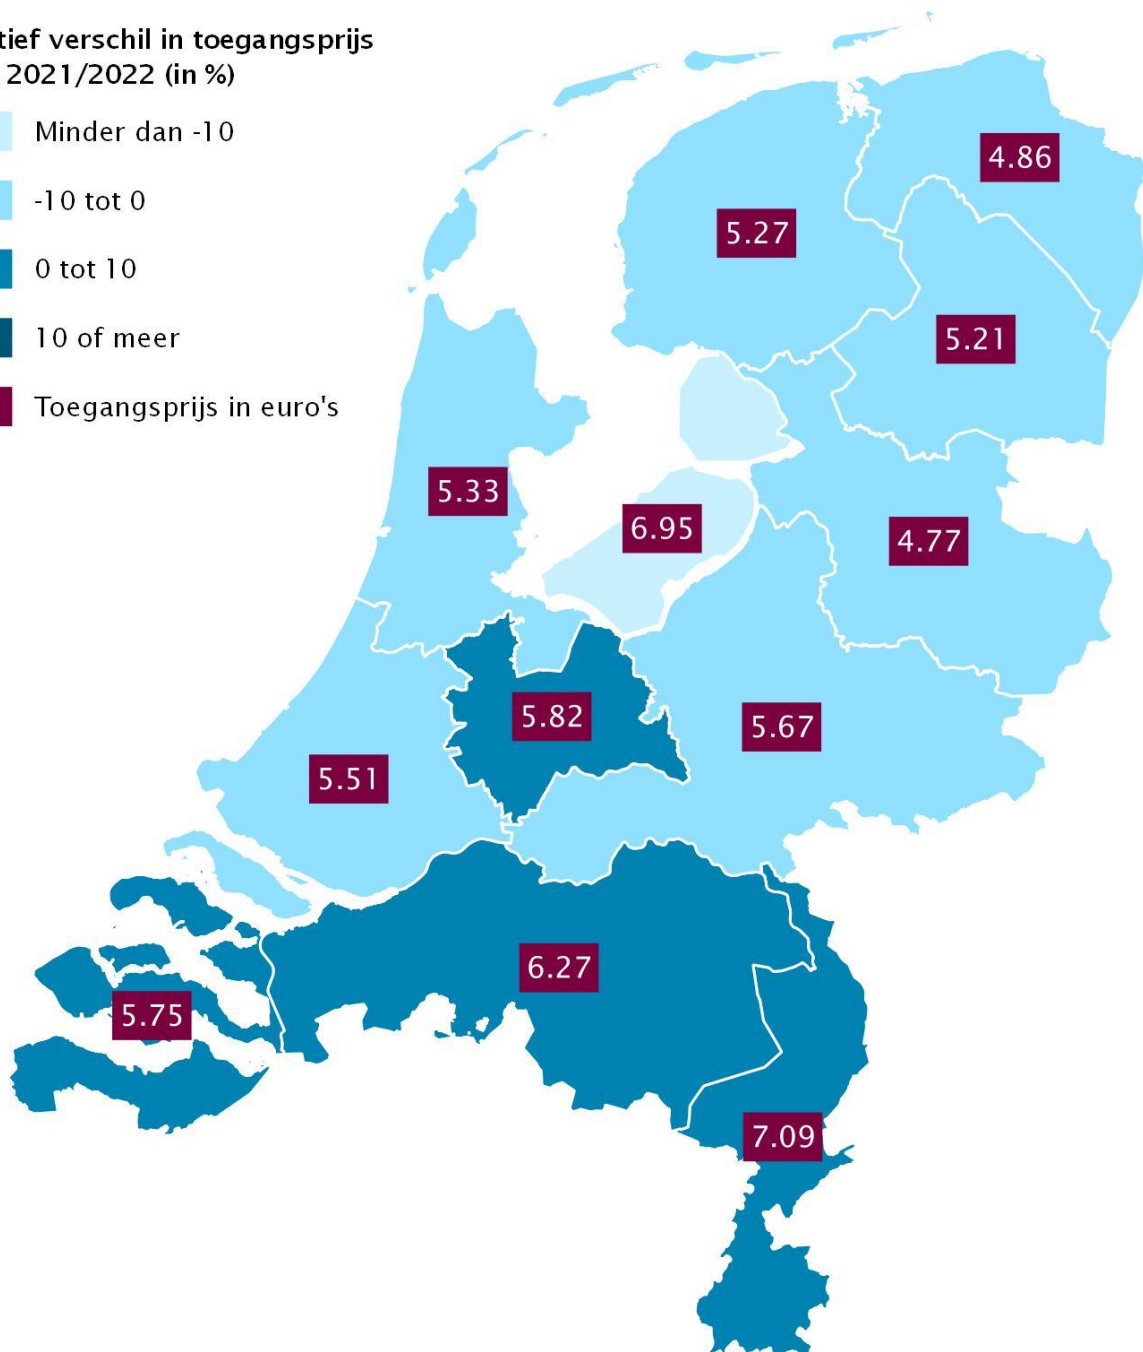 verschil in toegangsprijs
2021/2022 (in %)
Minder dan -10
-10 tot 0
0 tot 10
10 of meer
Toegangsprijs in euro's
4.86
5.27
5.21
5.33
6.95
4.77
5.82
5.67
5.51
6.27
5.75
7.09